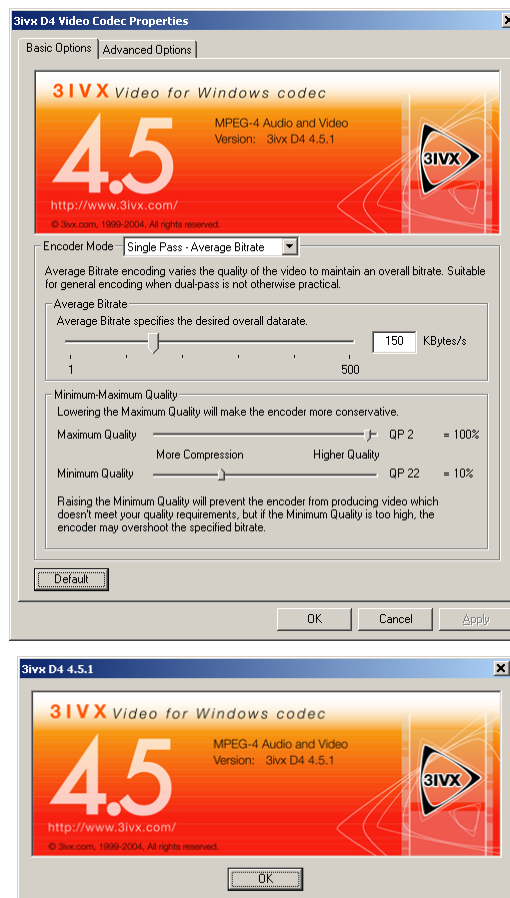 3ivx D4 Video Codec Properties
Basic Options Advanced Options
3IVX Video for Windows codec
4.5
MPEG-4 Audio and Video
Version: 3ivx D4 4.5.1
3IVX
http://www.3ivx.com/
© 3ivx.com, 1999-2004, All rights reserved.
Encoder Mode Single Pass - Average Bitrate
Average Bitrate encoding varies the quality of the video to maintain an overall bitrate. Suitable
for general encoding when dual-pass is not otherwise practical.
Average Bitrate
Average Bitrate specifies the desired overall datarate.
150 KBytes/s
1 500
Minimum-Maximum Quality
Lowering the Maximum Quality will make the encoder more conservative.
Maximum Quality QP 2 = 100%
More Compression Higher Quality
Minimum Quality QP 22 = 10%
Raising the Minimum Quality will prevent the encoder from producing video which
doesn't meet your quality requirements, but if the Minimum Quality is too high, the
encoder may overshoot the specified bitrate.
Default
OK Cancel Apply
3ivx D4 4.5.1
3IVX Video for Windows codec
4.5
MPEG-4 Audio and Video
Version: 3ivx D4 4.5.1
3IVX
http://www.3ivx.com/
© 3ivx.com, 1999-2004, All rights reserved.
OK